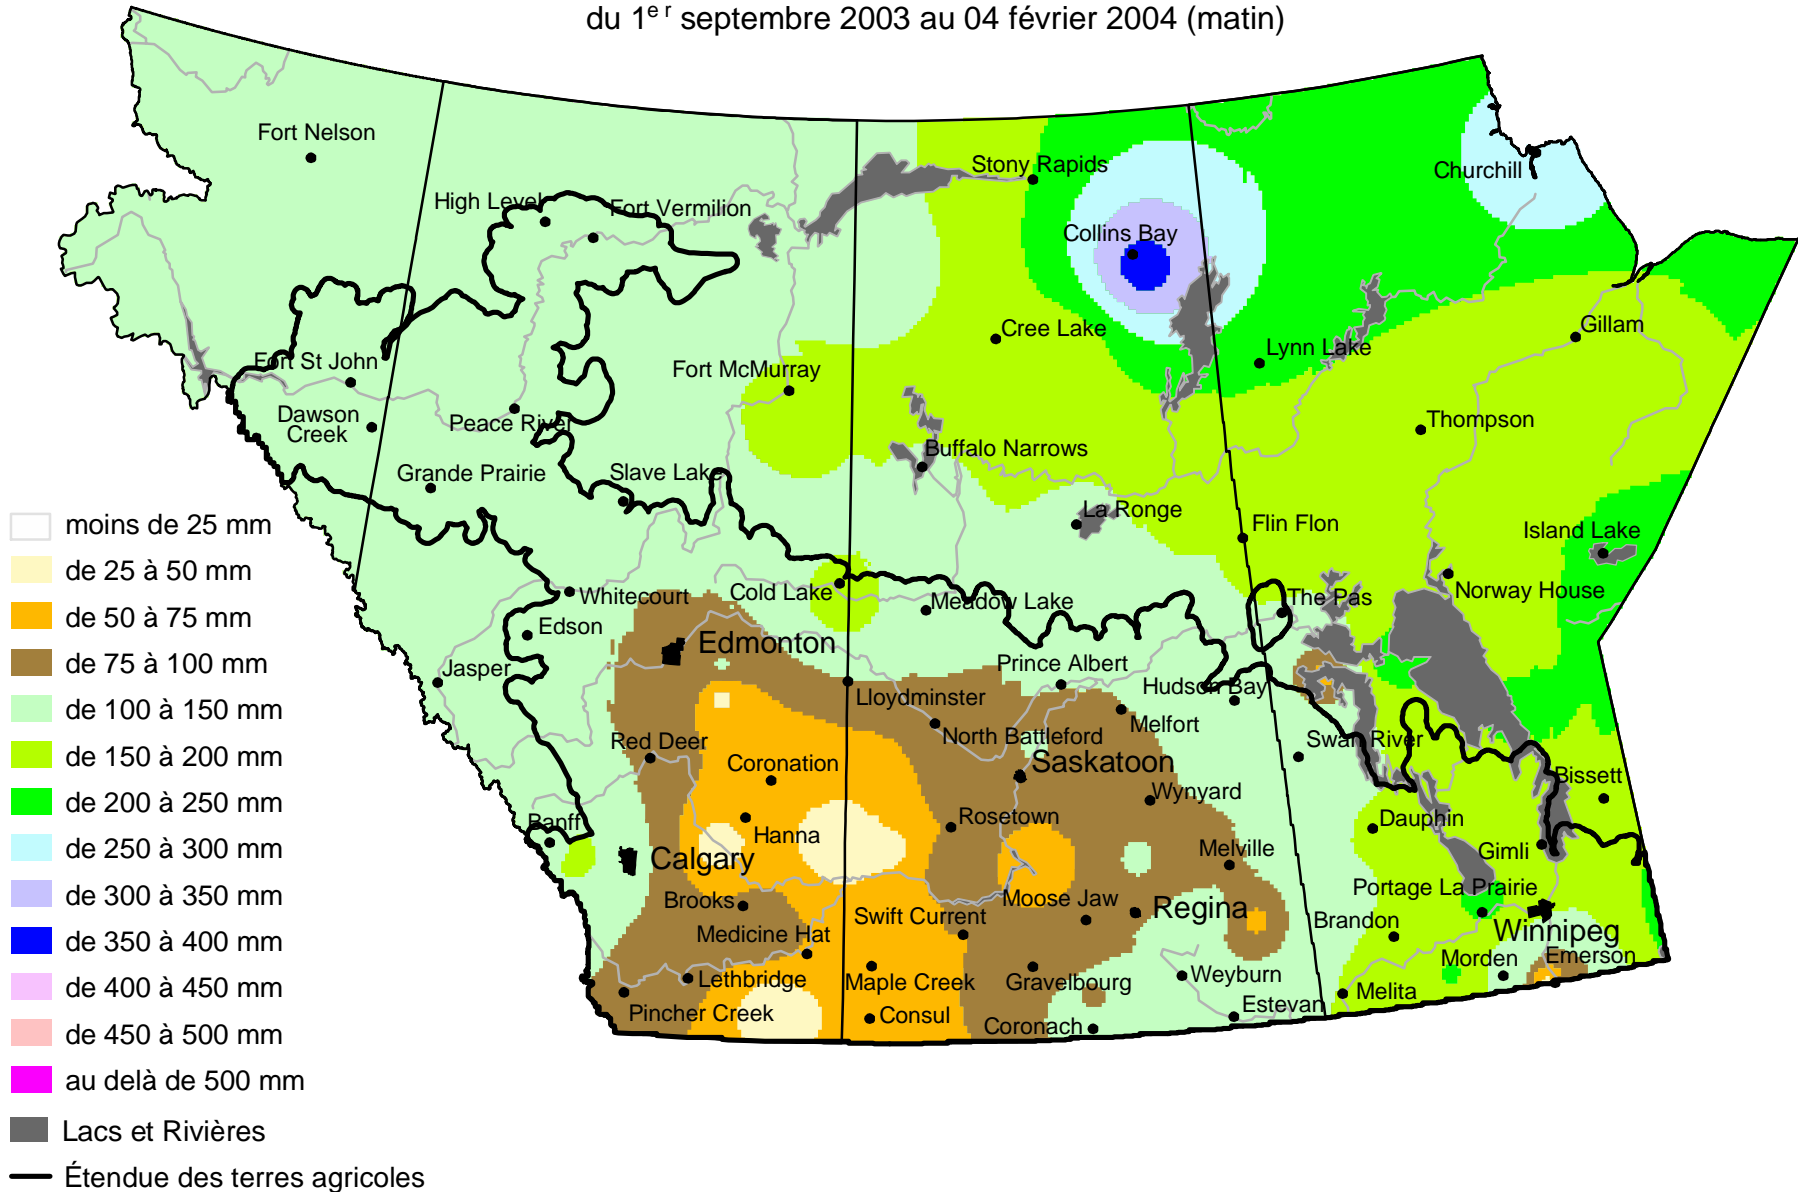 du 1er septembre 2003 au 04 février 2004 (matin)
Fort Nelson
Stony Rapids
Churchill
High Level
Fort Vermilion
Collins Bay
Cree Lake
Gillam
Lynn Lake
Fort St John
Fort McMurray
Dawson
Creek
Peace River
Thompson
Buffalo Narrows
Grande Prairie
Slave Lake
La Ronge
Flin Flon
Island Lake
Whitecourt
Cold Lake
Meadow Lake
The Pas
Norway House
Edson
Edmonton
Jasper
Prince Albert
Hudson Bay
Lloydminster
Melfort
Red Deer
North Battleford
Swan River
Coronation
Saskatoon
Bissett
Wynyard
Banff
Hanna
Rosetown
Dauphin
Calgary
Melville
Gimli
Brooks
Moose Jaw
Regina
Portage La Prairie
Swift Current
Brandon
Winnipeg
Medicine Hat
Lethbridge
Maple Creek
Gravelbourg
Weyburn
Morden
Emerson
Pincher Creek
Consul
Coronach
Estevan
Melita
moins de 25 mm
de 25 à 50 mm
de 50 à 75 mm
de 75 à 100 mm
de 100 à 150 mm
de 150 à 200 mm
de 200 à 250 mm
de 250 à 300 mm
de 300 à 350 mm
de 350 à 400 mm
de 400 à 450 mm
de 450 à 500 mm
au delà de 500 mm
Lacs et Rivières
Étendue des terres agricoles